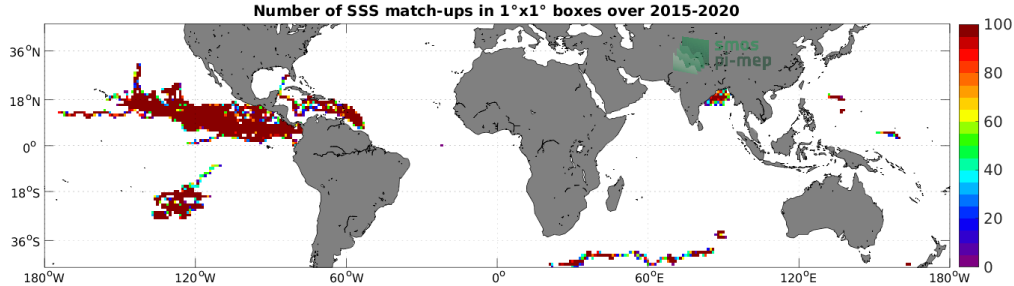 Number of SSS match-ups in 1°x1° boxes over 2015-2020
smos
pi-mep
36°N
18°N
0°
18°S
36°S
180°W
120°W
60°W
0°
60°E
120°E
180°W
100
80
60
40
20
0